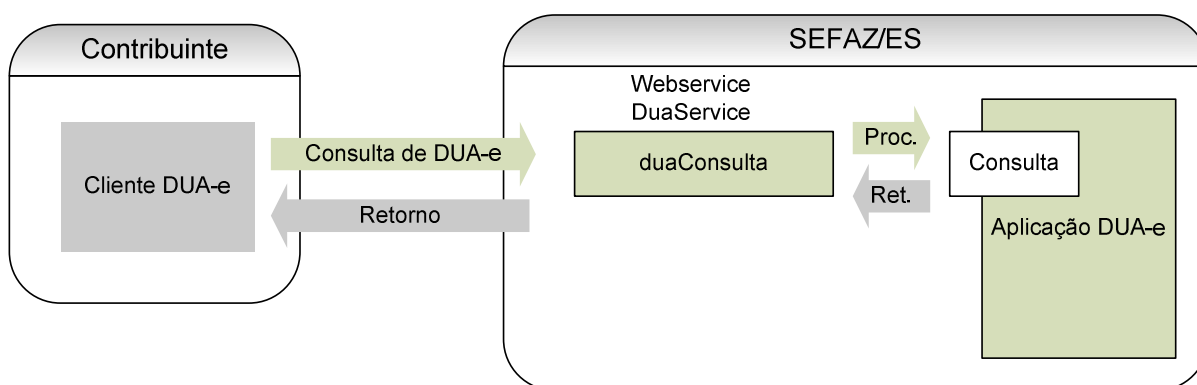 Contribuinte
SEFAZ/ES
Webservice
DuaService
Cliente DUA-e
Consulta de DUA-e
Retorno
duaConsulta
Proc.
Ret.
Consulta
Aplicação DUA-e